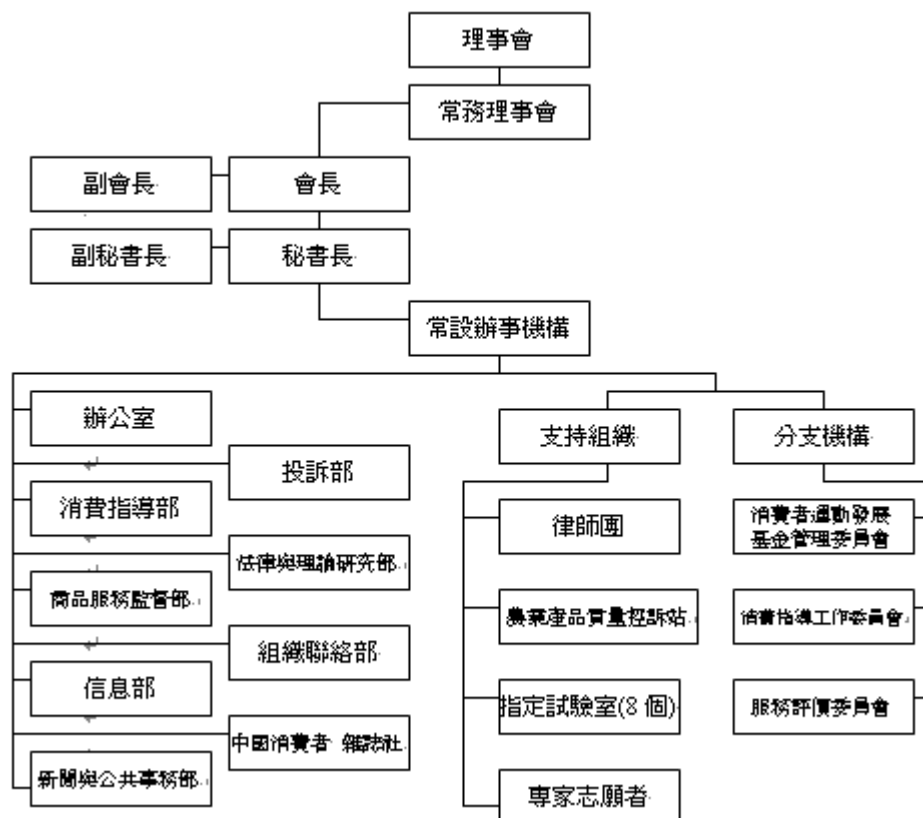 理事會
常務理事會
副會長
會長
副秘書長
秘書長
常設辦事機構
辦公室
支持組織
分支機構
投訴部
消費指導部
律師團
消費者運動發展
基金管理委員會
法律與理論研究部
商品服務監督部
農業產品質量控訴站
消費指導工作委員會
組織聯絡部
信息部
指定試驗室(8 個)
服務評價委員會
中國消費者 雜誌社
新聞與公共事務部
專家志願者